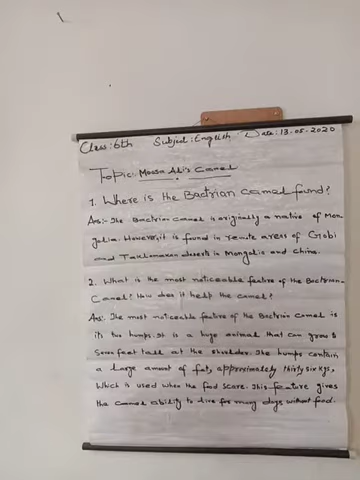 Class:6th Subject:English Date:13-05-2020
Topic:- Moosa Ali's Camel
1. Where is the Bactrian camel found?
Ans:- The Bactrian camel is originally a native of Mon-
golia. However, it is found in remote areas of Gobi
and Taklamakan deserts in Mongolia and China.
2. What is the most noticeable feature of the Bactrian
Camel? How does it help the camel?
Ans:- The most noticeable feature of the Bactrian camel is
its two humps. It is a huge animal that can grow
seven feet tall at the shoulder. The humps contain
a large amount of fat, approximately thirty six kgs,
Which is used when the food scare. This feature gives
the camel ability to live for many days without food.